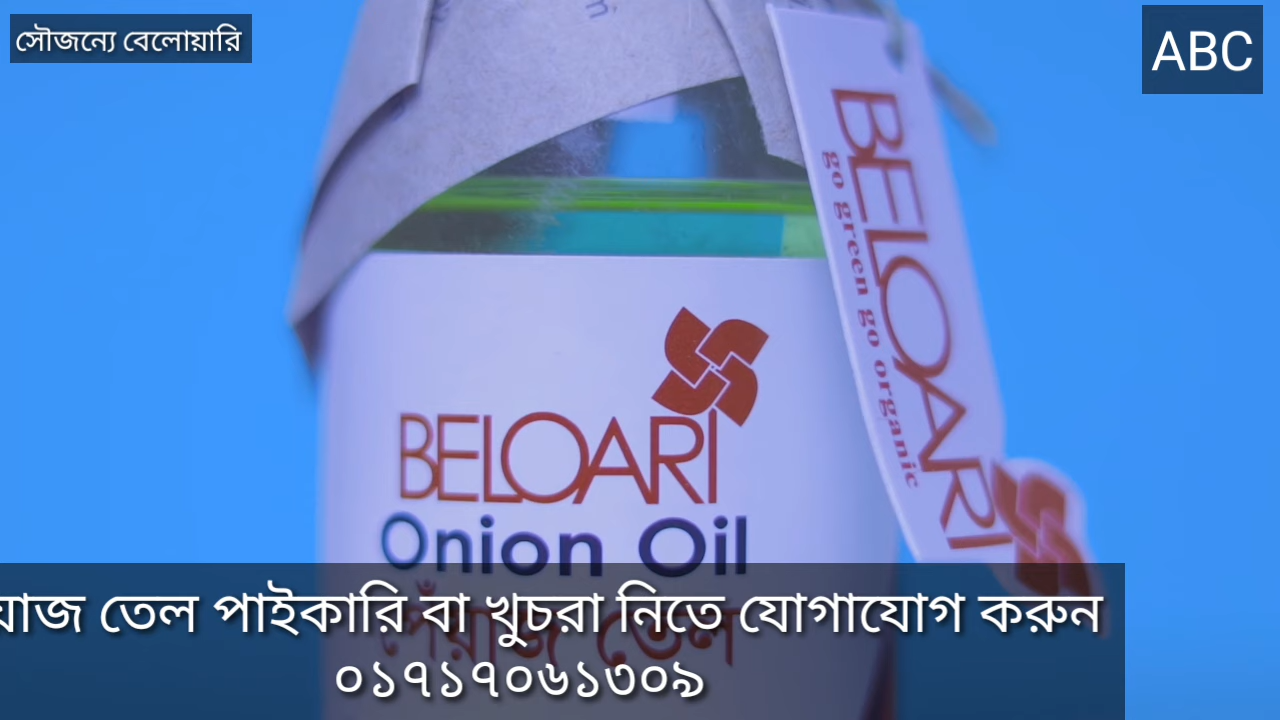 সৌজন্যে বেলোয়ারি
ABC
BELOARI
go green go organic
BELOARI
Onion Oil
পেঁয়াজ তেল
তেল পাইকারি বা খুচরা নিতে যোগাযোগ করুন
০১৭১৭০৬১৩০৯